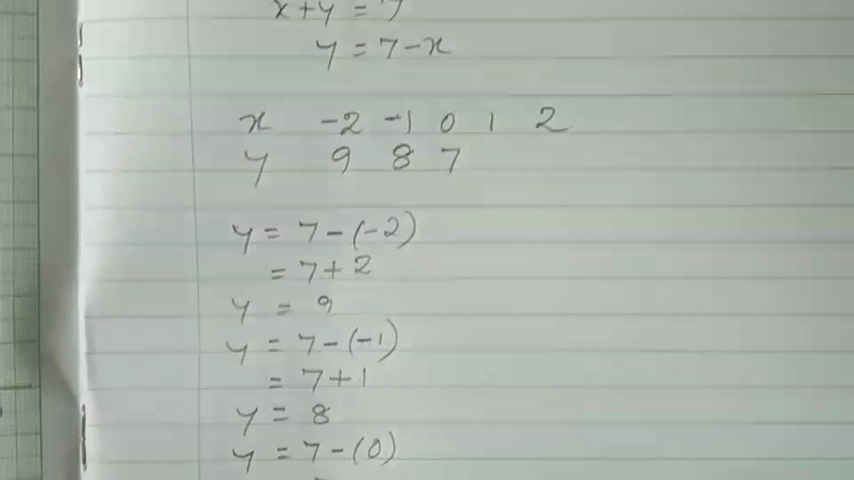 x + y = 7
y = 7 - x
x -2 -1 0 1 2
y 9 8 7
y = 7 - (-2)
= 7 + 2
y = 9
y = 7 - (-1)
= 7 + 1
y = 8
y = 7 - (0)